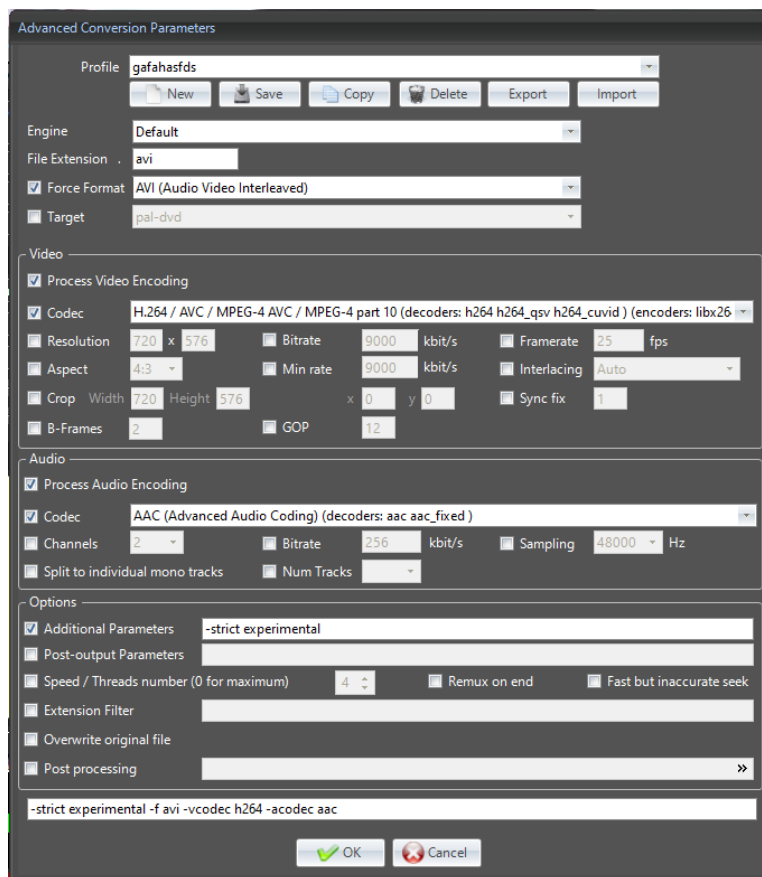 Advanced Conversion Parameters
Profile gafahasfds
New Save Copy Delete Export Import
Engine Default
File Extension . avi
Force Format AVI (Audio Video Interleaved)
Target pal-dvd
Video
Process Video Encoding
Codec H.264 / AVC / MPEG-4 AVC / MPEG-4 part 10 (decoders: h264 h264_qsv h264_cuvid ) (encoders: libx26
Resolution 720 x 576 Bitrate 9000 kbit/s Framerate 25 fps
Aspect 4:3 Min rate 9000 kbit/s Interlacing Auto
Crop Width 720 Height 576 x 0 y 0 Sync fix 1
B-Frames 2 GOP 12
Audio
Process Audio Encoding
Codec AAC (Advanced Audio Coding) (decoders: aac aac_fixed )
Channels 2 Bitrate 256 kbit/s Sampling 48000 Hz
Split to individual mono tracks Num Tracks
Options
Additional Parameters -strict experimental
Post-output Parameters
Speed / Threads number (0 for maximum) 4 Remux on end Fast but inaccurate seek
Extension Filter
Overwrite original file
Post processing »
-strict experimental -f avi -vcodec h264 -acodec aac
OK Cancel